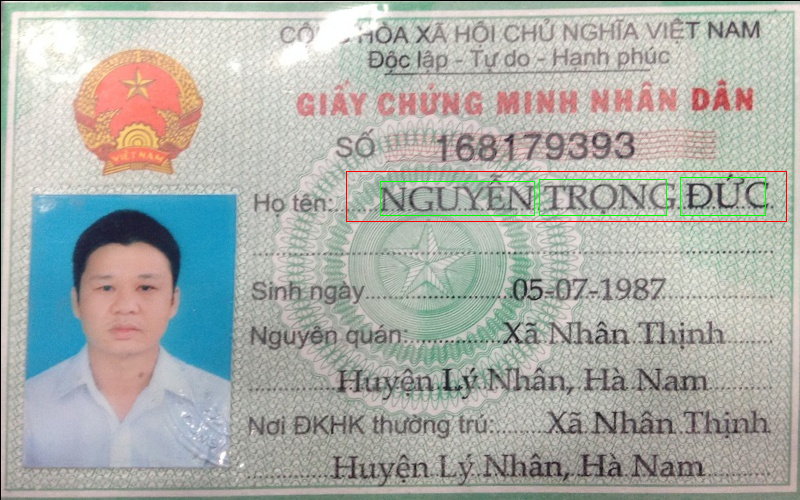 CỘNG HÒA XÃ HỘI CHỦ NGHĨA VIỆT NAM
Độc lập - Tự do - Hạnh phúc
GIẤY CHỨNG MINH NHÂN DÂN
VIỆT NAM
SỐ 168179393
Họ tên: NGUYỄN TRỌNG ĐỨC
Sinh ngày 05-07-1987
Nguyên quán: Xã Nhân Thịnh
Huyện Lý Nhân, Hà Nam
Nơi ĐKHK thường trú: Xã Nhân Thịnh
Huyện Lý Nhân, Hà Nam